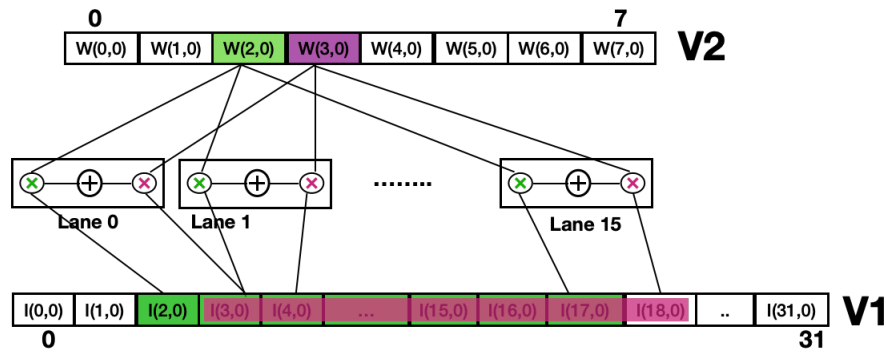 0 7
W(0,0) W(1,0) W(2,0) W(3,0) W(4,0) W(5,0) W(6,0) W(7,0) V2
× + × × + × ........ × + ×
Lane 0 Lane 1 Lane 15
I(0,0) I(1,0) I(2,0) I(3,0) I(4,0) ... I(15,0) I(16,0) I(17,0) I(18,0) .. I(31,0) V1
0 31